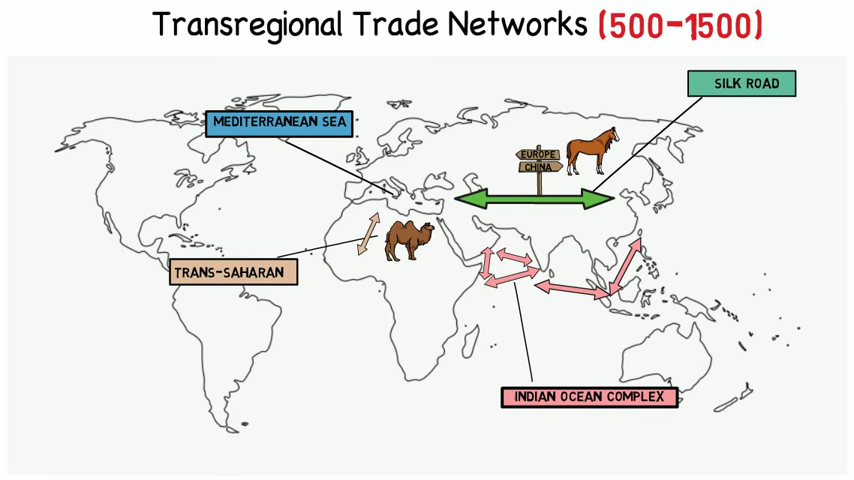 Transregional Trade Networks (500-1500)
SILK ROAD
MEDITERRANEAN SEA
EUROPE
CHINA
TRANS-SAHARAN
INDIAN OCEAN COMPLEX